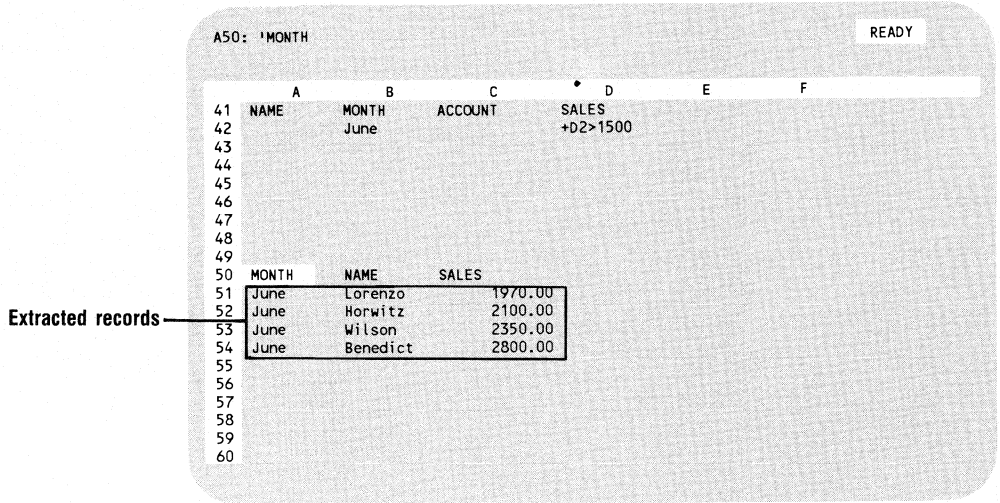 A50: 'MONTH READY
A B C D E F
41 NAME MONTH ACCOUNT SALES
42 June +D2>1500
43
44
45
46
47
48
49
50 MONTH NAME SALES
51 June Lorenzo 1970.00
52 June Horwitz 2100.00
53 June Wilson 2350.00
54 June Benedict 2800.00
55
56
57
58
59
60
Extracted records